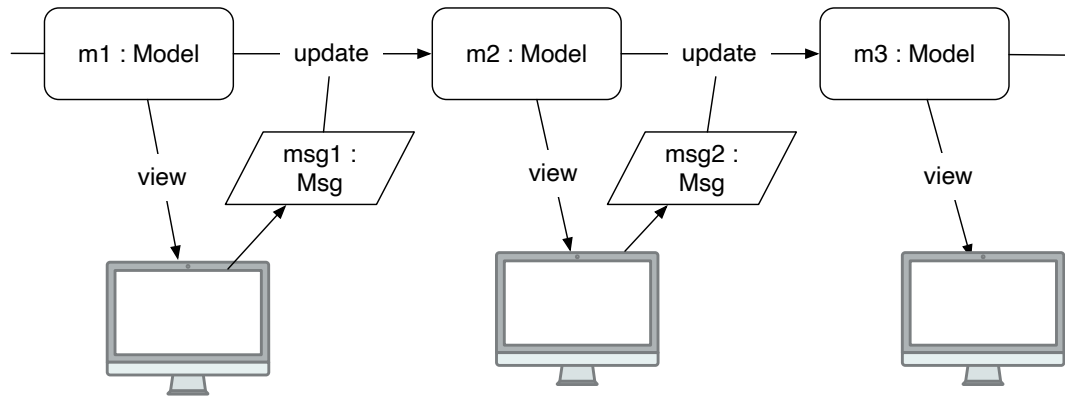 m1 : Model
update
m2 : Model
update
m3 : Model
msg1 :
Msg
msg2 :
Msg
view
view
view